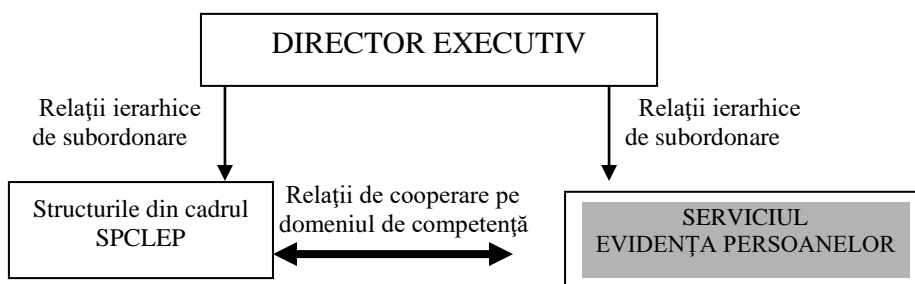 DIRECTOR EXECUTIV
Relaţii ierarhice
de subordonare
Relaţii ierarhice
de subordonare
Structurile din cadrul
SPCLEP
Relaţii de cooperare pe
domeniul de competenţă
SERVICIUL
EVIDENŢA PERSOANELOR